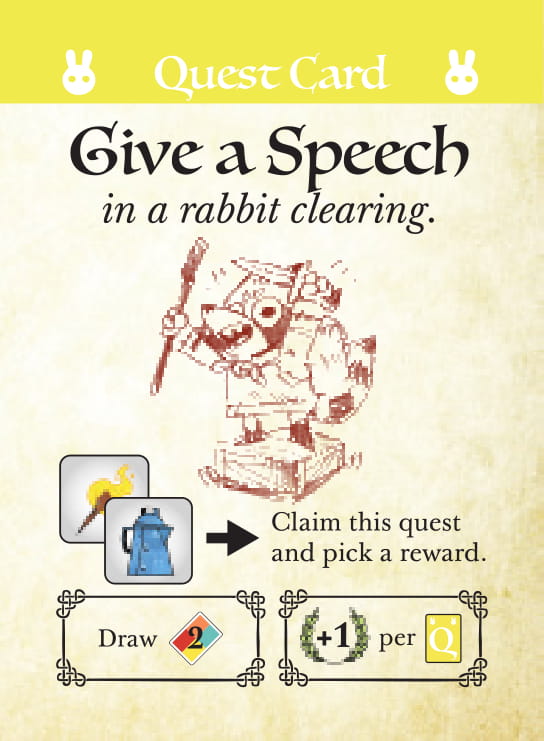 Quest Card
Give a Speech
in a rabbit clearing.
Claim this quest
and pick a reward.
Draw 2
+1 per Q